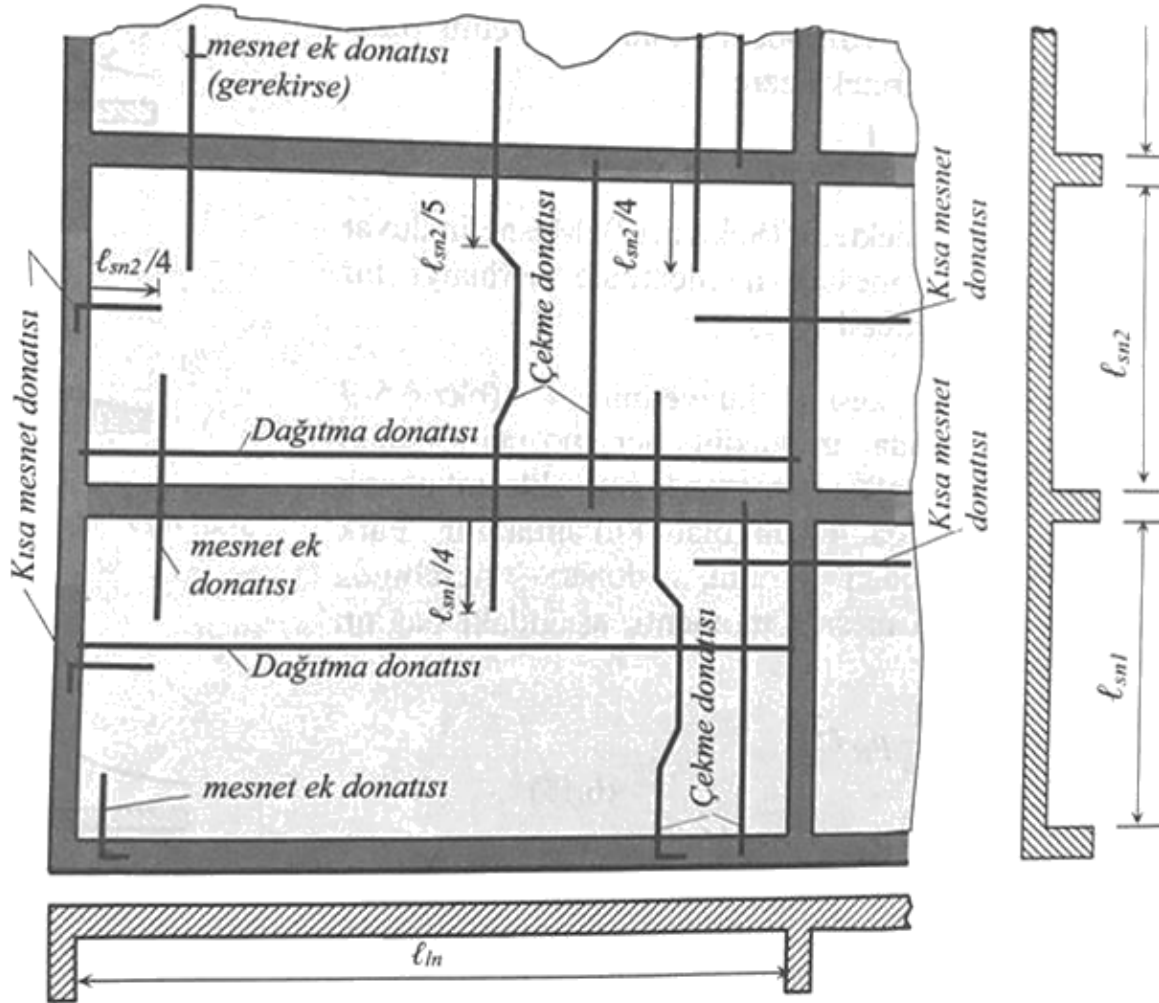 mesnet ek donatısı
(gerekirse)
ℓsn2/5
Çekme donatısı
ℓsn2/4
Kısa mesnet
donatısı
ℓsn2/4
Kısa mesnet donatısı
Dağıtma donatısı
Kısa mesnet
donatısı
ℓsn2
mesnet ek
donatısı
ℓsn1/4
Dağıtma donatısı
Çekme donatısı
ℓsn1
mesnet ek donatısı
ℓln